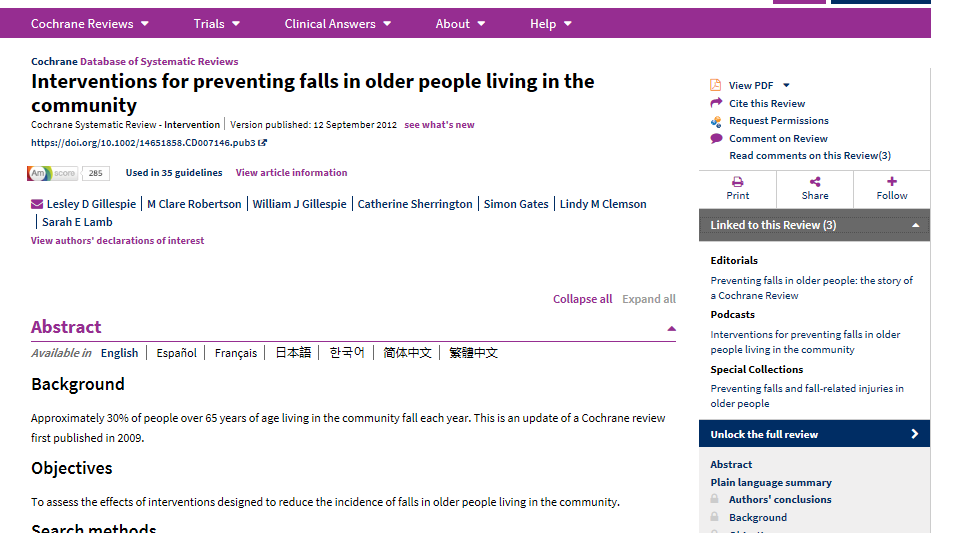 Cochrane Reviews Trials Clinical Answers About Help
Cochrane Database of Systematic Reviews
Interventions for preventing falls in older people living in the
community
Cochrane Systematic Review - Intervention | Version published: 12 September 2012 see what's new
https://doi.org/10.1002/14651858.CD007146.pub3
Am score 285 Used in 35 guidelines View article information
Lesley D Gillespie | M Clare Robertson | William J Gillespie | Catherine Sherrington | Simon Gates | Lindy M Clemson
| Sarah E Lamb
View authors' declarations of interest
Collapse all Expand all
Abstract
Available in English | Español | Français | 日本語 | 한국어 | 简体中文 | 繁體中文
Background
Approximately 30% of people over 65 years of age living in the community fall each year. This is an update of a Cochrane review
first published in 2009.
Objectives
To assess the effects of interventions designed to reduce the incidence of falls in older people living in the community.
Search methods
View PDF
Cite this Review
Request Permissions
Comment on Review
Read comments on this Review(3)
Print Share Follow
Linked to this Review (3)
Editorials
Preventing falls in older people: the story of
a Cochrane Review
Podcasts
Interventions for preventing falls in older
people living in the community
Special Collections
Preventing falls and fall-related injuries in
older people
Unlock the full review
Abstract
Plain language summary
Authors' conclusions
Background